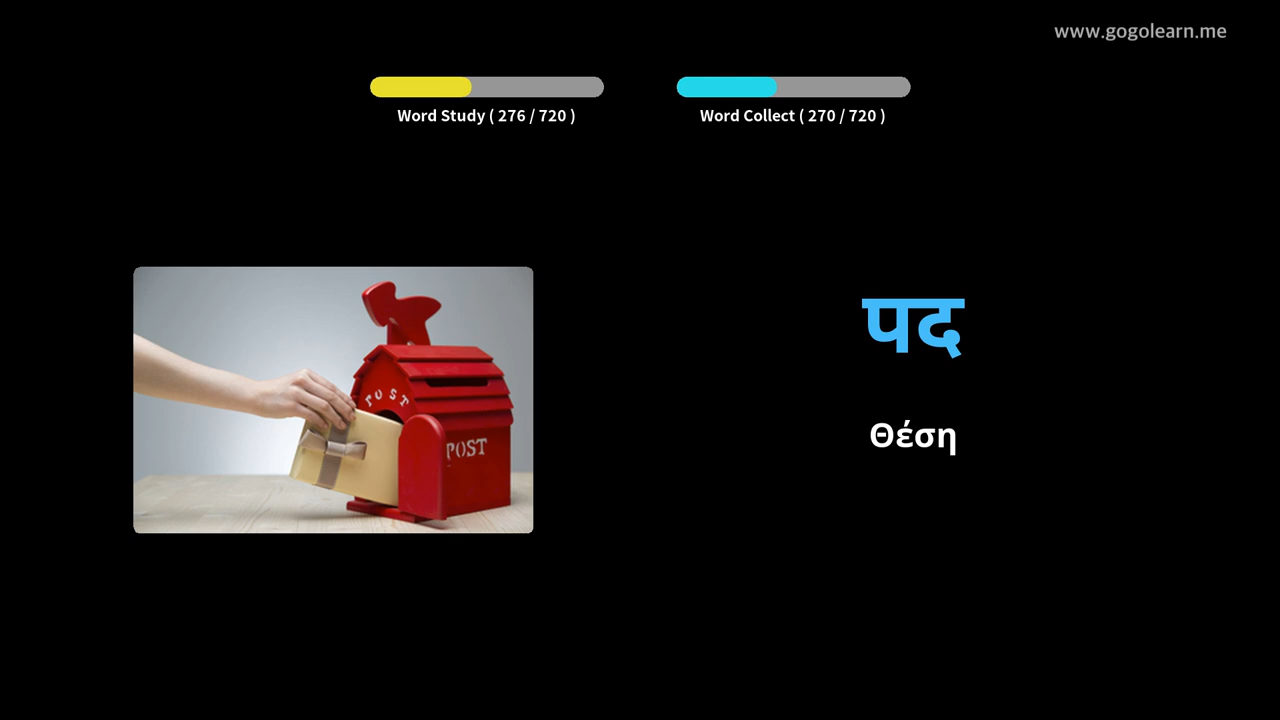 www.gogolearn.me
Word Study ( 276 / 720 )
Word Collect ( 270 / 720 )
POST
POST
पद
Θέση